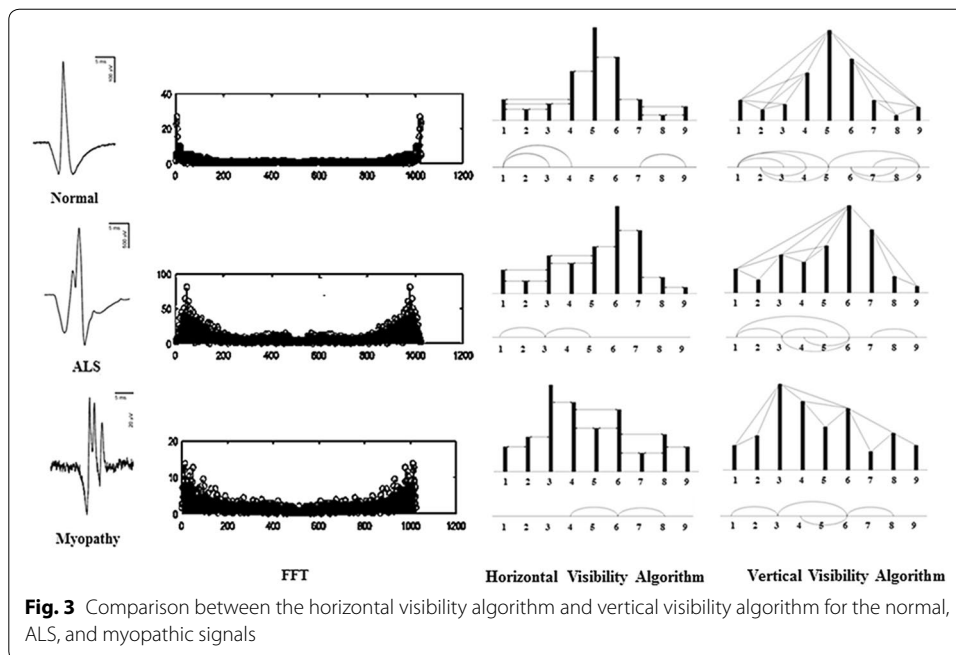 5 ms
100 µV
Normal
40
20
0
0 200 400 600 800 1000 1200
1 2 3 4 5 6 7 8 9
1 2 3 4 5 6 7 8 9
1 2 3 4 5 6 7 8 9
1 2 3 4 5 6 7 8 9
5 ms
500 µV
ALS
100
50
0
0 200 400 600 800 1000 1200
1 2 3 4 5 6 7 8 9
1 2 3 4 5 6 7 8 9
1 2 3 4 5 6 7 8 9
1 2 3 4 5 6 7 8 9
5 ms
20 µV
Myopathy
20
10
0
0 200 400 600 800 1000 1200
1 2 3 4 5 6 7 8 9
1 2 3 4 5 6 7 8 9
1 2 3 4 5 6 7 8 9
1 2 3 4 5 6 7 8 9
FFT
Horizontal Visibility Algorithm
Vertical Visibility Algorithm
Fig. 3 Comparison between the horizontal visibility algorithm and vertical visibility algorithm for the normal,
ALS, and myopathic signals